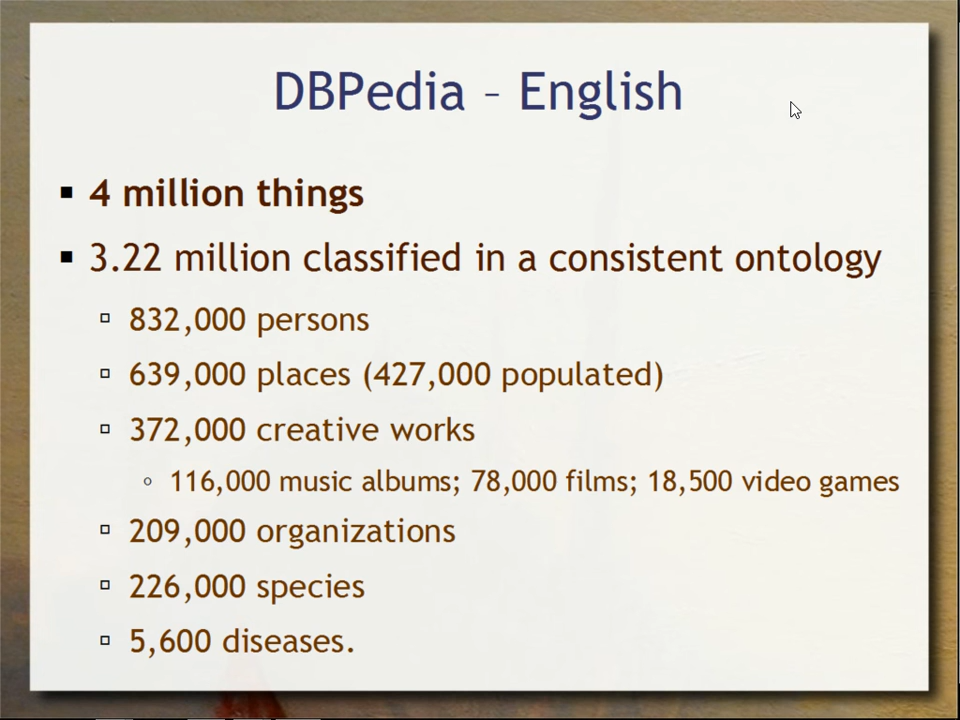 DBPedia – English
▪ 4 million things
▪ 3.22 million classified in a consistent ontology
▫ 832,000 persons
▫ 639,000 places (427,000 populated)
▫ 372,000 creative works
◦ 116,000 music albums; 78,000 films; 18,500 video games
▫ 209,000 organizations
▫ 226,000 species
▫ 5,600 diseases.